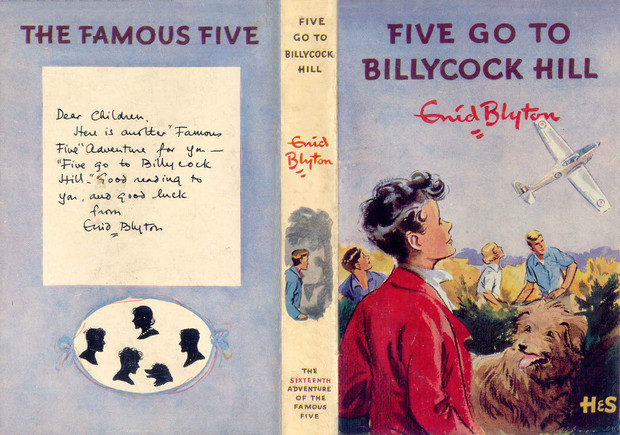 THE FAMOUS FIVE
Dear Children,
Here is another "Famous
Five" Adventure for you —
"Five go to Billycock
Hill." Good reading to
you, and good luck
from
Enid Blyton
FIVE
GO TO
BILLYCOCK
HILL
Enid
Blyton
THE
SIXTEENTH
ADVENTURE
OF THE
FAMOUS
FIVE
FIVE GO TO
BILLYCOCK HILL
Enid Blyton
H&S